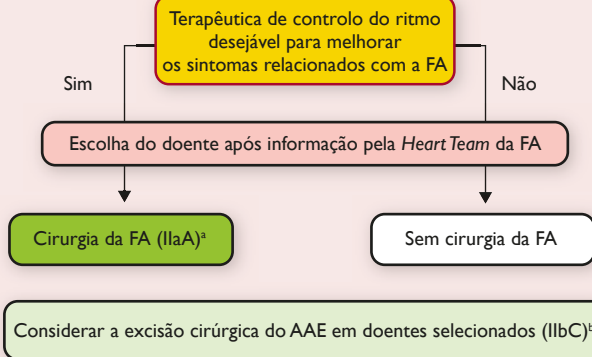 Terapêutica de controlo do ritmo
desejável para melhorar
os sintomas relacionados com a FA
Sim
Não
Escolha do doente após informação pela Heart Team da FA
Cirurgia da FA (IIaA)ᵃ
Sem cirurgia da FA
Considerar a excisão cirúrgica do AAE em doentes selecionados (IIbC)ᵇ